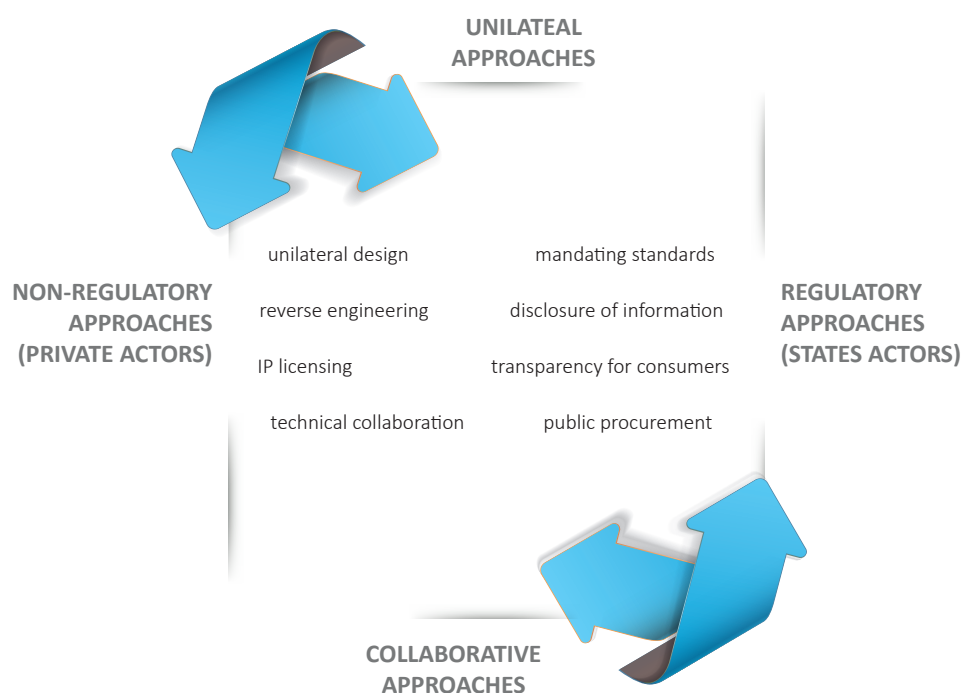 UNILATEAL
APPROACHES
unilateral design
mandating standards
NON-REGULATORY
APPROACHES
(PRIVATE ACTORS)
reverse engineering
disclosure of information
REGULATORY
APPROACHES
(STATES ACTORS)
IP licensing
transparency for consumers
technical collaboration
public procurement
COLLABORATIVE
APPROACHES